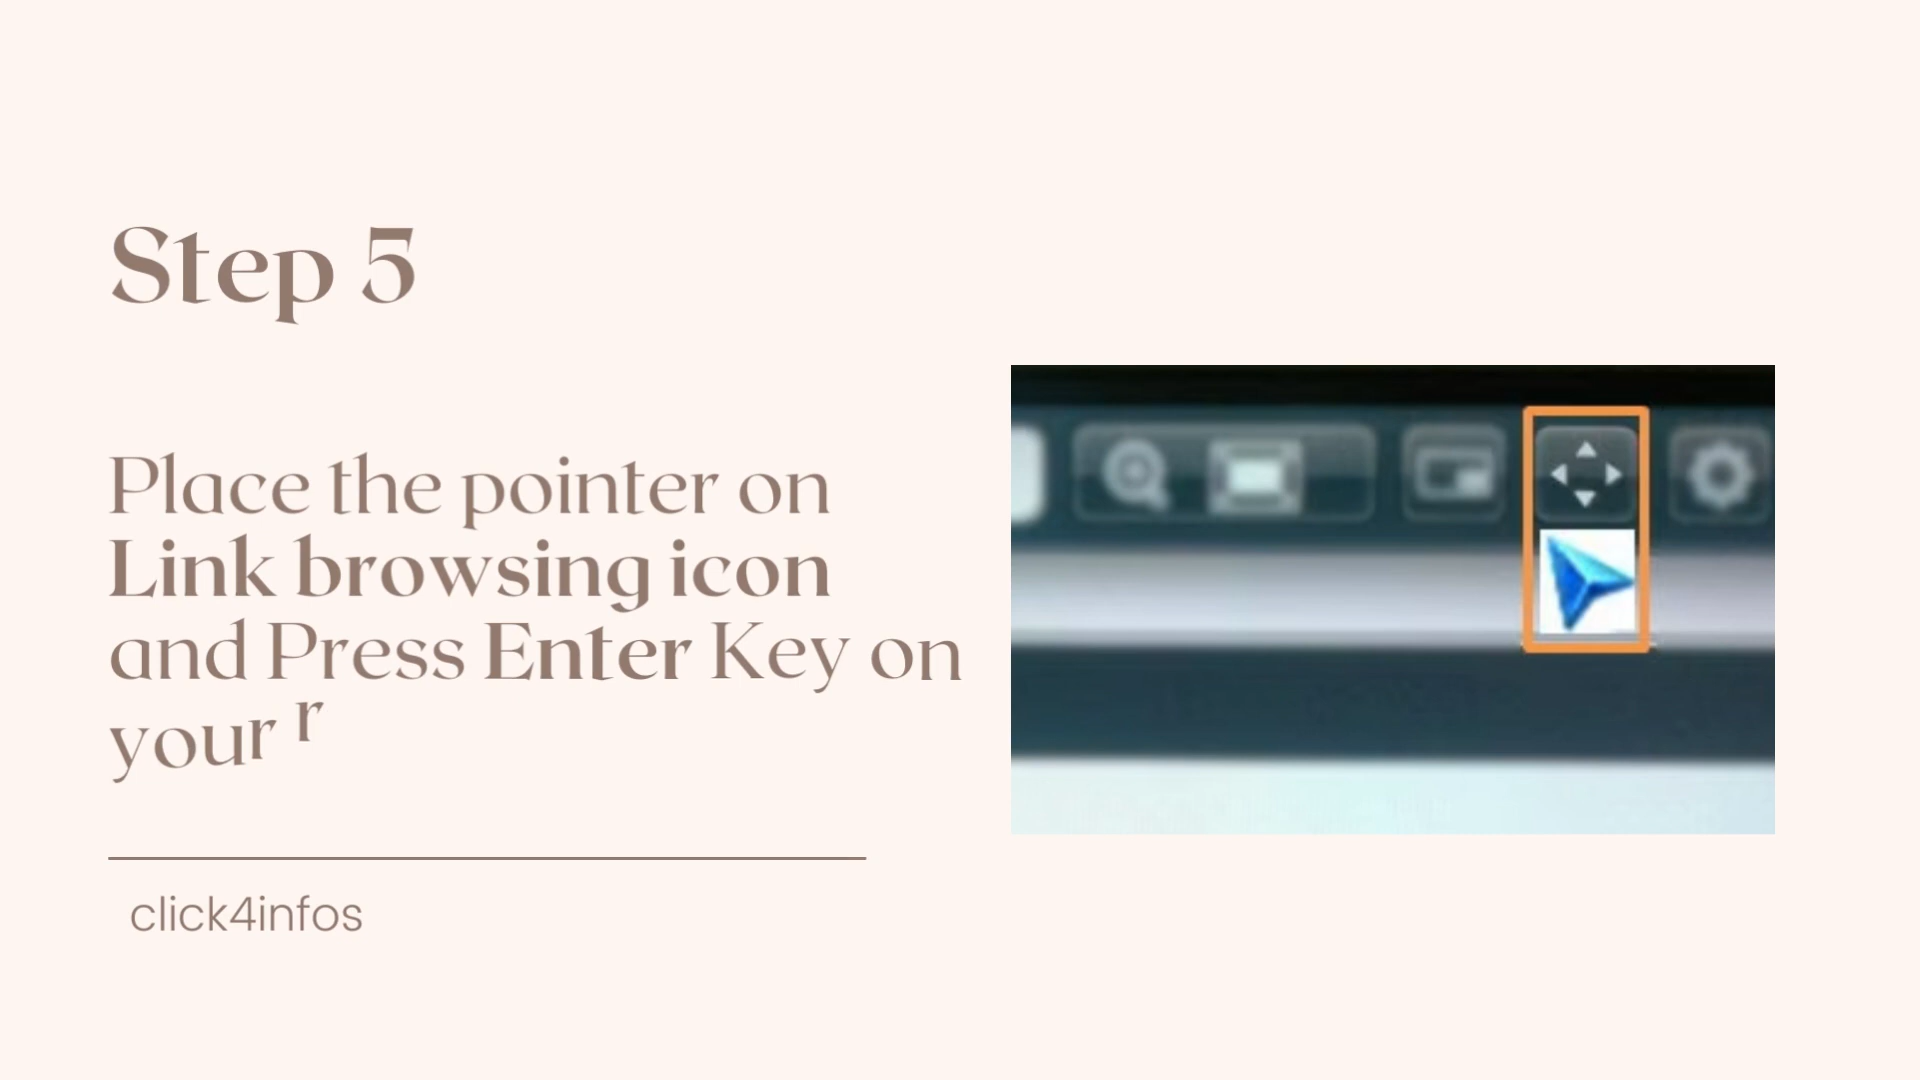 Step 5
Place the pointer on
Link browsing icon
and Press Enter Key on
your r
click4infos